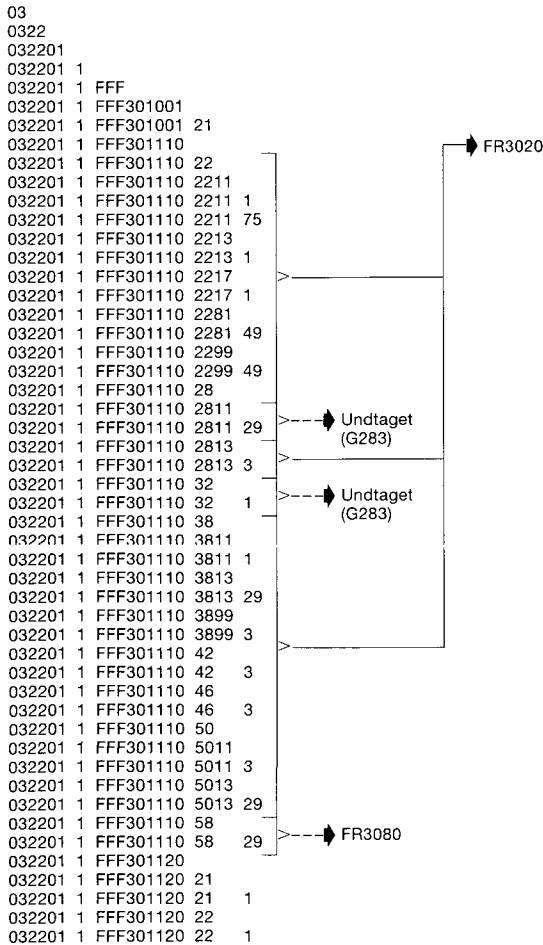 03
0322
032201
032201 1
032201 1 FFF
032201 1 FFF301001
032201 1 FFF301001 21
032201 1 FFF301110
FR3020
032201 1 FFF301110 22
032201 1 FFF301110 2211
032201 1 FFF301110 2211 1
032201 1 FFF301110 2211 75
032201 1 FFF301110 2213
032201 1 FFF301110 2213 1
032201 1 FFF301110 2217
032201 1 FFF301110 2217 1
032201 1 FFF301110 2281
032201 1 FFF301110 2281 49
032201 1 FFF301110 2299
032201 1 FFF301110 2299 49
032201 1 FFF301110 28
032201 1 FFF301110 2811
Undtaget
032201 1 FFF301110 2811 29
(G283)
032201 1 FFF301110 2813
032201 1 FFF301110 2813 3
032201 1 FFF301110 32
Undtaget
032201 1 FFF301110 32 1
(G283)
032201 1 FFF301110 38
032201 1 FFF301110 3811
032201 1 FFF301110 3811 1
032201 1 FFF301110 3813
032201 1 FFF301110 3813 29
032201 1 FFF301110 3899
032201 1 FFF301110 3899 3
032201 1 FFF301110 42
032201 1 FFF301110 42 3
032201 1 FFF301110 46
032201 1 FFF301110 46 3
032201 1 FFF301110 50
032201 1 FFF301110 5011
032201 1 FFF301110 5011 3
032201 1 FFF301110 5013
032201 1 FFF301110 5013 29
032201 1 FFF301110 58
FR3080
032201 1 FFF301110 58 29
032201 1 FFF301120
032201 1 FFF301120 21
032201 1 FFF301120 21 1
032201 1 FFF301120 22
032201 1 FFF301120 22 1